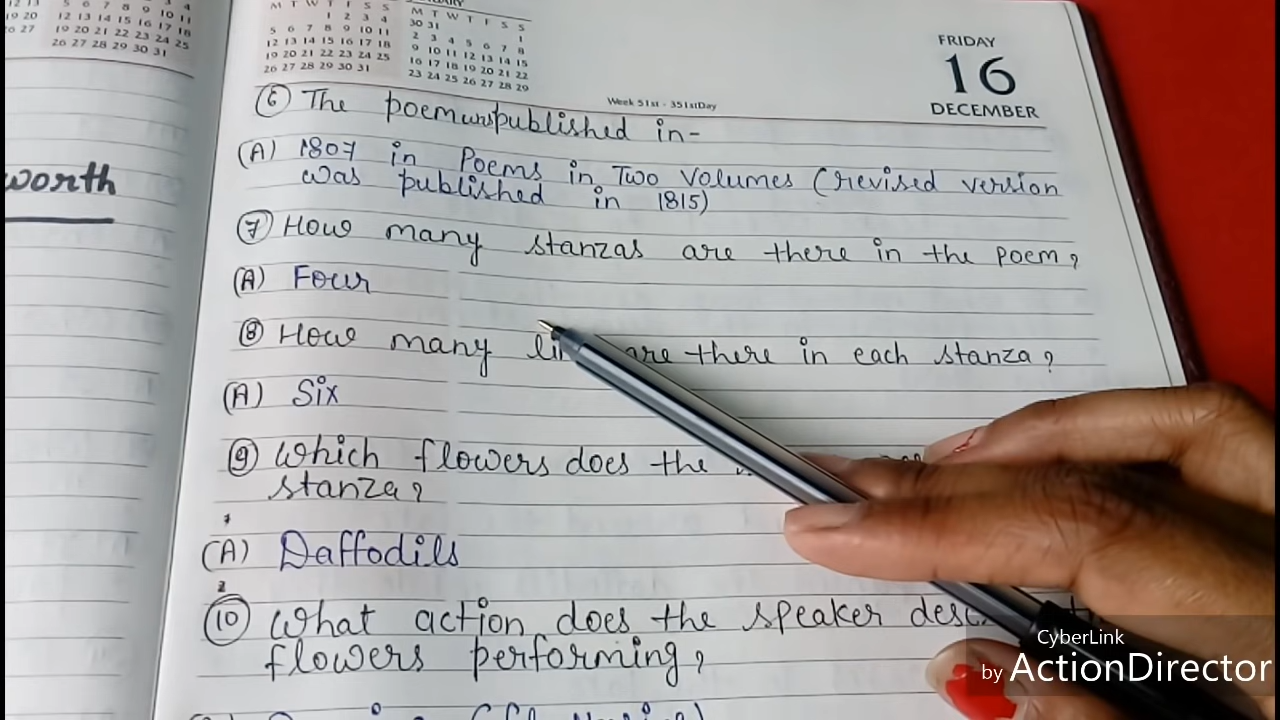 FRIDAY
16
DECEMBER
Week 51st - 351stDay
worth
⑥ The poem was published in-
(A) 1807 in Poems in Two Volumes (revised version
was published in 1815)
⑦ How many stanzas are there in the poem?
(A) Four
⑧ How many are there in each stanza?
(A) Six
⑨ Which flowers does the
stanza?
(A) Daffodils
⑩ What action does the speaker
flowers performing?
CyberLink
by ActionDirector